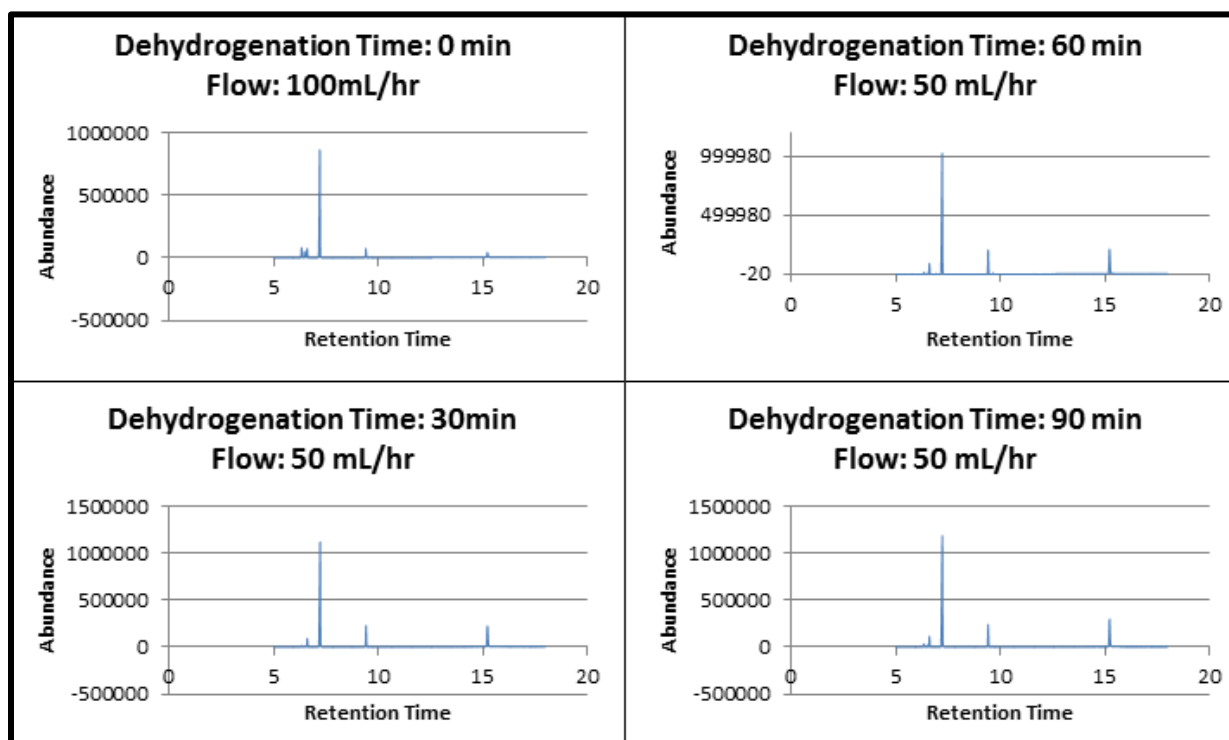 Dehydrogenation Time: 0 min
Flow: 100mL/hr
1000000
500000
0
-500000
0
5
10
15
20
Abundance
Retention Time
Dehydrogenation Time: 60 min
Flow: 50 mL/hr
999980
499980
-20
0
5
10
15
20
Abundance
Retention Time
Dehydrogenation Time: 30min
Flow: 50 mL/hr
1500000
1000000
500000
0
-500000
0
5
10
15
20
Abundance
Retention Time
Dehydrogenation Time: 90 min
Flow: 50 mL/hr
1500000
1000000
500000
0
-500000
0
5
10
15
20
Abundance
Retention Time